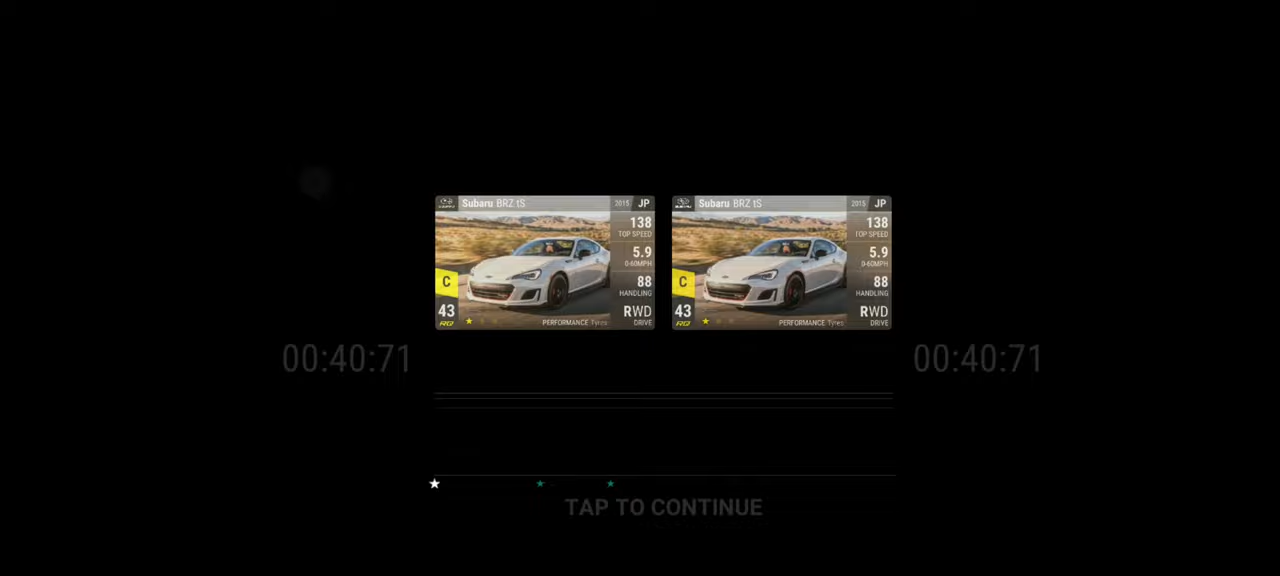 Subaru BRZ tS 2015 JP
138
TOP SPEED
5.9
0-60MPH
C
88
HANDLING
43
RWD
RQ
PERFORMANCE Tyres
DRIVE
Subaru BRZ tS 2015 JP
138
TOP SPEED
5.9
0-60MPH
C
88
HANDLING
43
RWD
RQ
PERFORMANCE Tyres
DRIVE
00:40:71
00:40:71
TAP TO CONTINUE